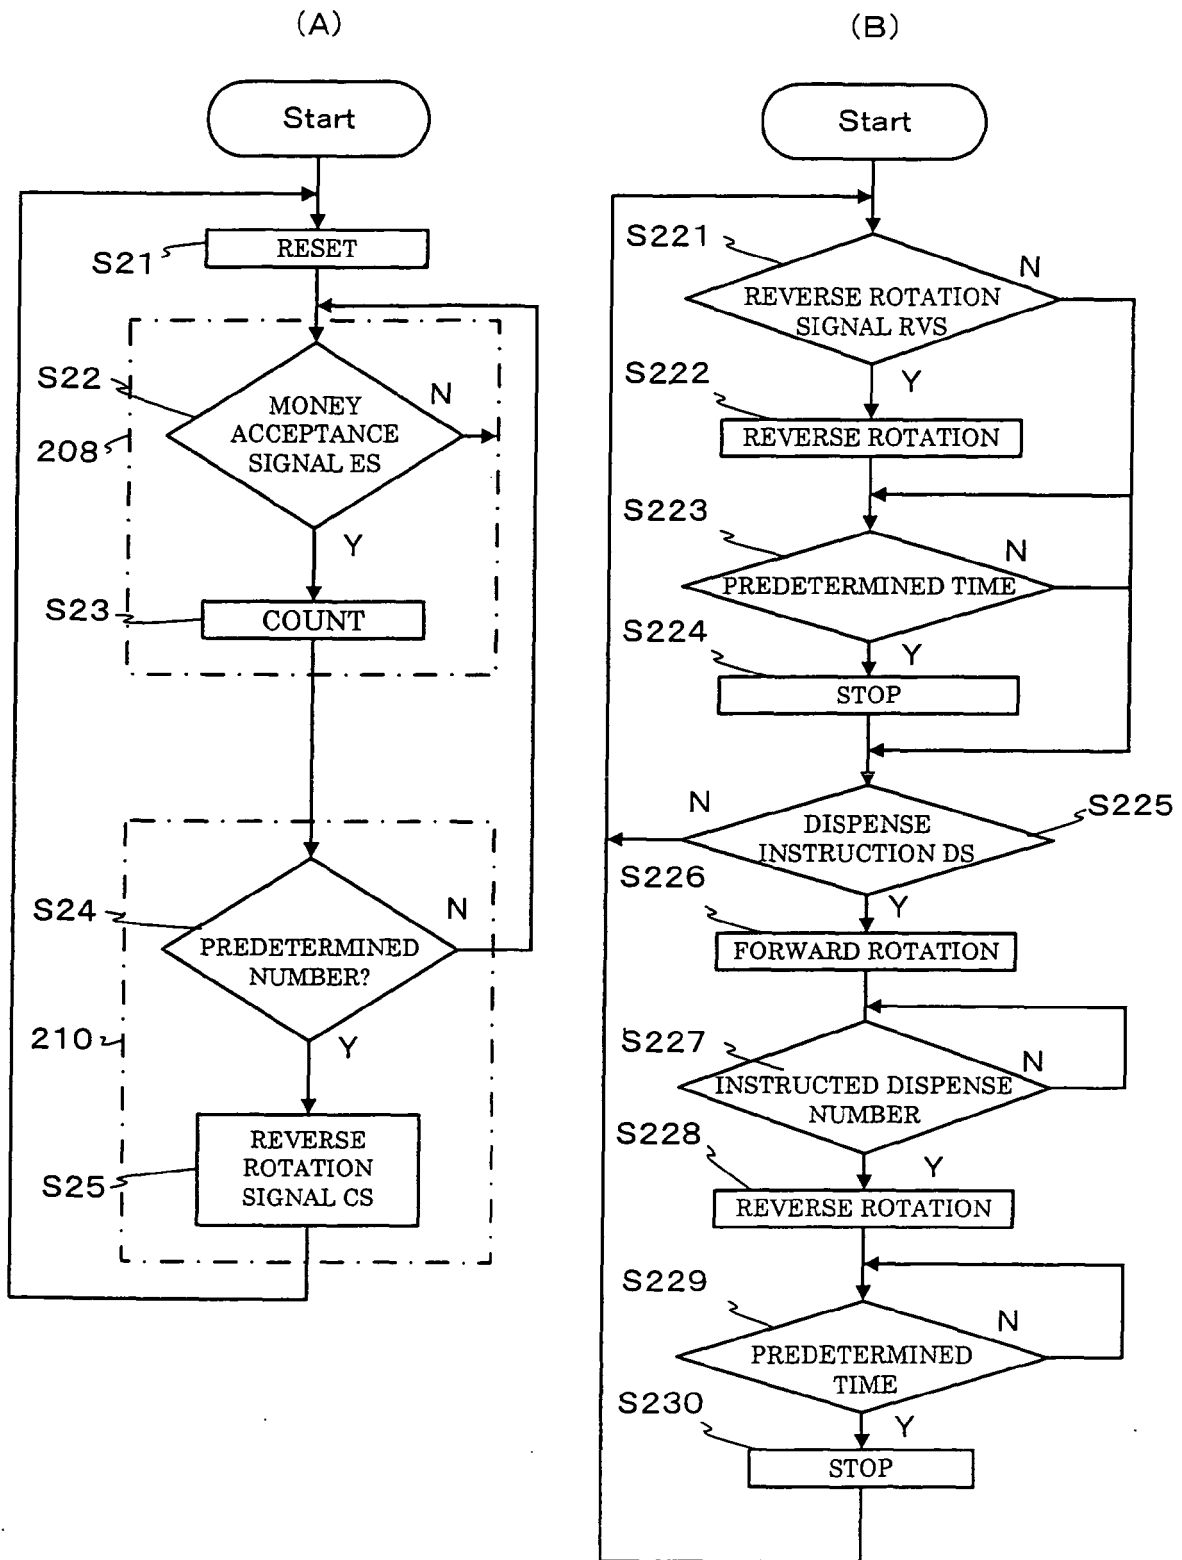 (A)
Start
S21
RESET
S22
N
MONEY
ACCEPTANCE
SIGNAL ES
208
Y
S23
COUNT
S24
N
PREDETERMINED
NUMBER?
210
Y
REVERSE
ROTATION
SIGNAL CS
S25
(B)
Start
S221
N
REVERSE ROTATION
SIGNAL RVS
S222
Y
REVERSE ROTATION
S223
N
PREDETERMINED TIME
S224
Y
STOP
N
S225
DISPENSE
INSTRUCTION DS
S226
Y
FORWARD ROTATION
S227
N
INSTRUCTED DISPENSE
NUMBER
S228
Y
REVERSE ROTATION
S229
N
PREDETERMINED
TIME
S230
Y
STOP